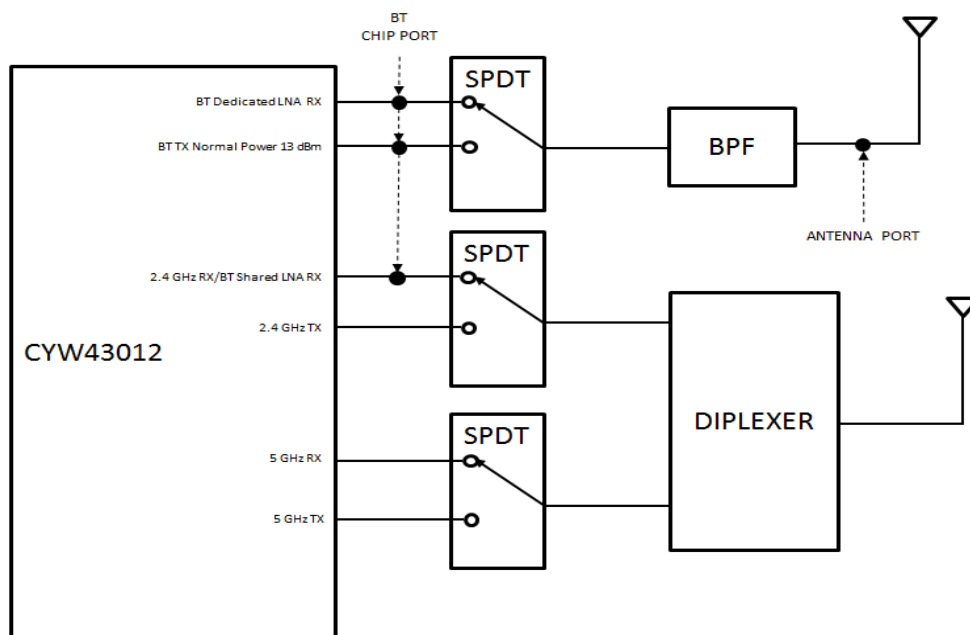 BT
CHIP PORT
SPDT
BT Dedicated LNA RX
BT TX Normal Power 13 dBm
BPF
ANTENNA PORT
SPDT
2.4 GHz RX/BT Shared LNA RX
2.4 GHz TX
CYW43012
DIPLEXER
SPDT
5 GHz RX
5 GHz TX